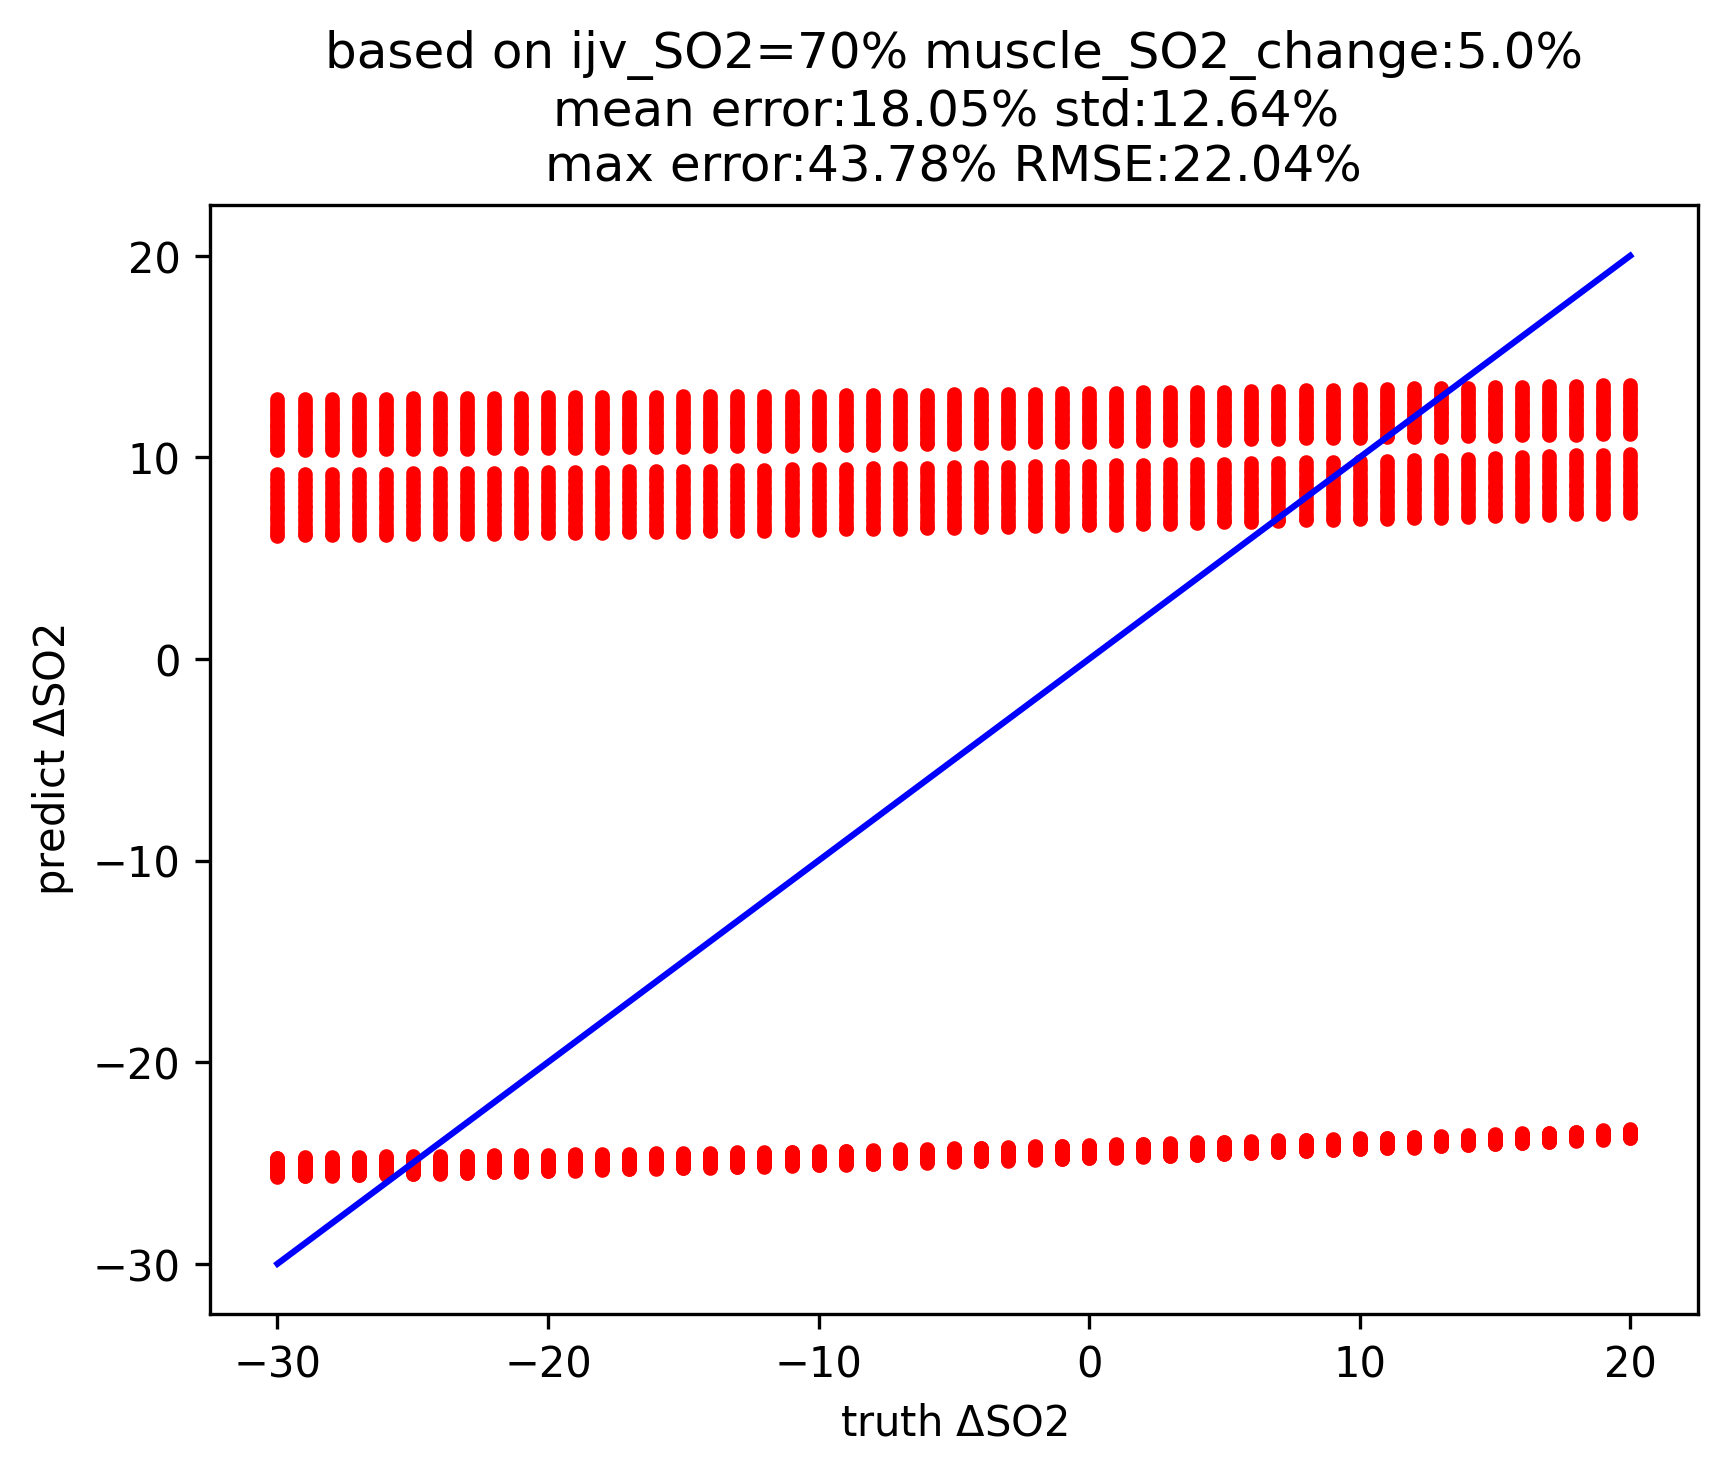 based on ijv_SO2=70% muscle_SO2_change:5.0%
mean error:18.05% std:12.64%
max error:43.78% RMSE:22.04%
20
10
0
−10
−20
−30
predict ΔSO2
−30 −20 −10 0 10 20
truth ΔSO2